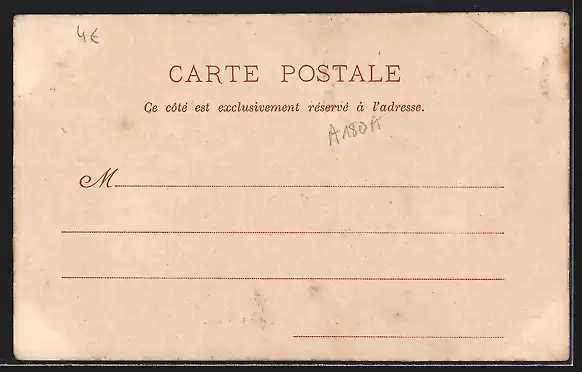 4€
CARTE POSTALE
Ce côté est exclusivement réservé à l'adresse.
A180A
M